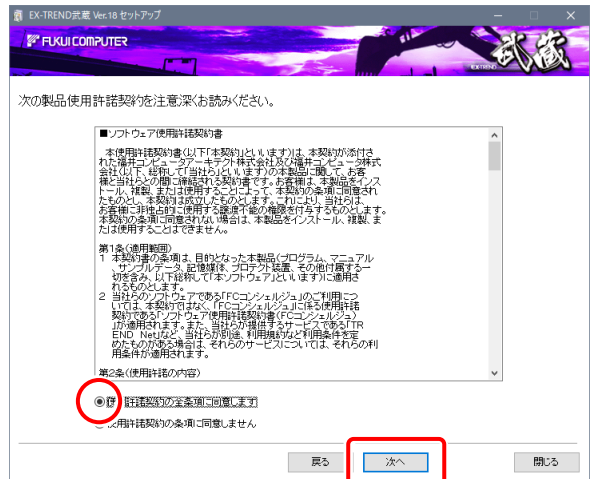 EX-TREND武蔵 Ver.18 セットアップ
FUKUI COMPUTER
EX-TREND
武蔵
次の製品使用許諾契約を注意深くお読みください。
■ソフトウェア使用許諾契約書
本使用許諾契約書(以下「本契約」といいます)は、本契約が添付さ
れた福井コンピュータアーキテクト株式会社及び福井コンピュータ株式
会社(以下、総称して「当社ら」といいます)の本製品に関して、お客
様と当社らとの間に締結される契約書です。お客様は、本製品をインス
トール、複製、または使用することによって、本契約の条項に同意され
たものとし、本契約は成立したものとします。これにより、当社らは、
お客様に非独占的に使用する譲渡不能の権限を付与するものとします。
本契約の条項に同意されない場合は、本製品をインストール、複製、ま
たは使用することはできません。
第1条(適用範囲)
1 本契約書の条項は、目的となった本製品(プログラム、マニュアル
、サンプルデータ、記憶媒体、プロテクト装置、その他付属する一
切を含み、以下総称して「本ソフトウェア」といいます)に適用さ
れるものとします。
2 当社らのソフトウェアである「FCコンシェルジュ」のご利用につ
いては、本契約ではなく、「FCコンシェルジュ」に係る使用許諾
契約である「ソフトウェア使用許諾契約書(FCコンシェルジュ)
」が適用されます。また、当社らが提供するサービスである「TR
END Net」など、当社らが別途、利用規約など利用条件を定
めたものがある場合は、それらのサービスについては、それらの利
用条件が適用されます。
第2条(使用許諾の内容)
許諾契約の全条項に同意します
使用許諾契約の条項に同意しません
戻る
次へ
閉じる